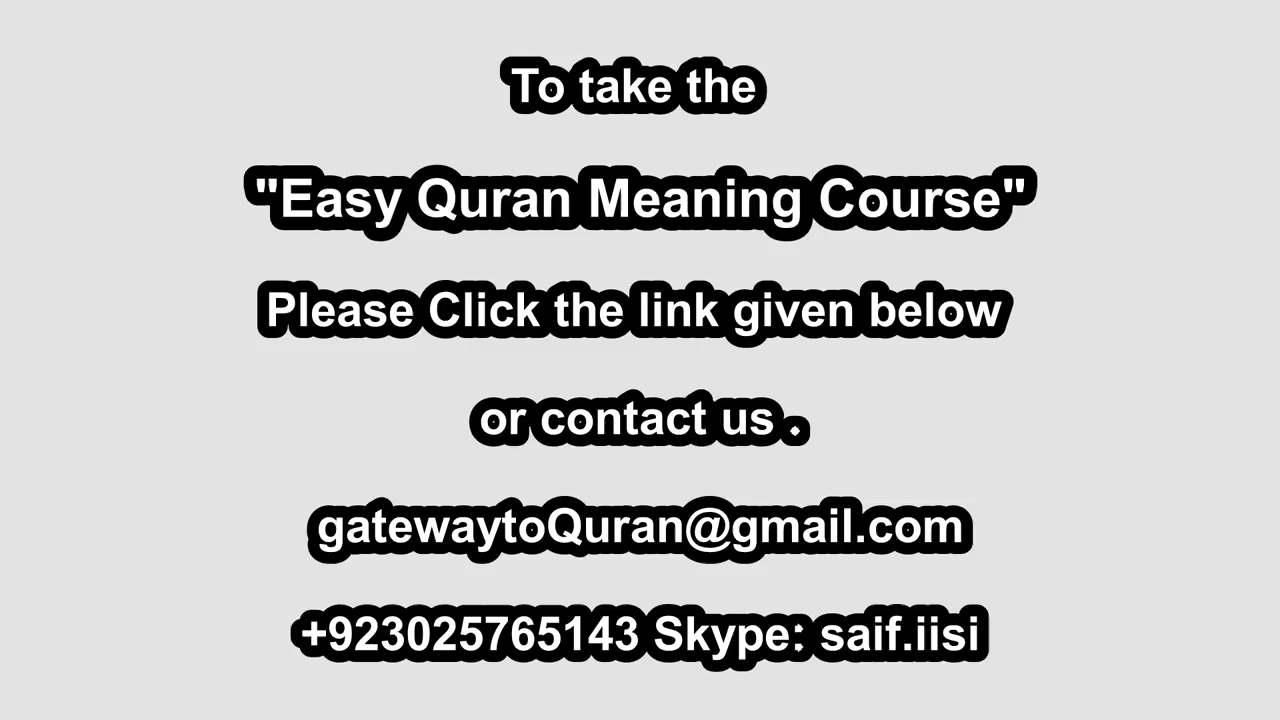 To take the
"Easy Quran Meaning Course"
Please Click the link given below
or contact us .
gatewaytoQuran@gmail.com
+923025765143 Skype: saif.iisi